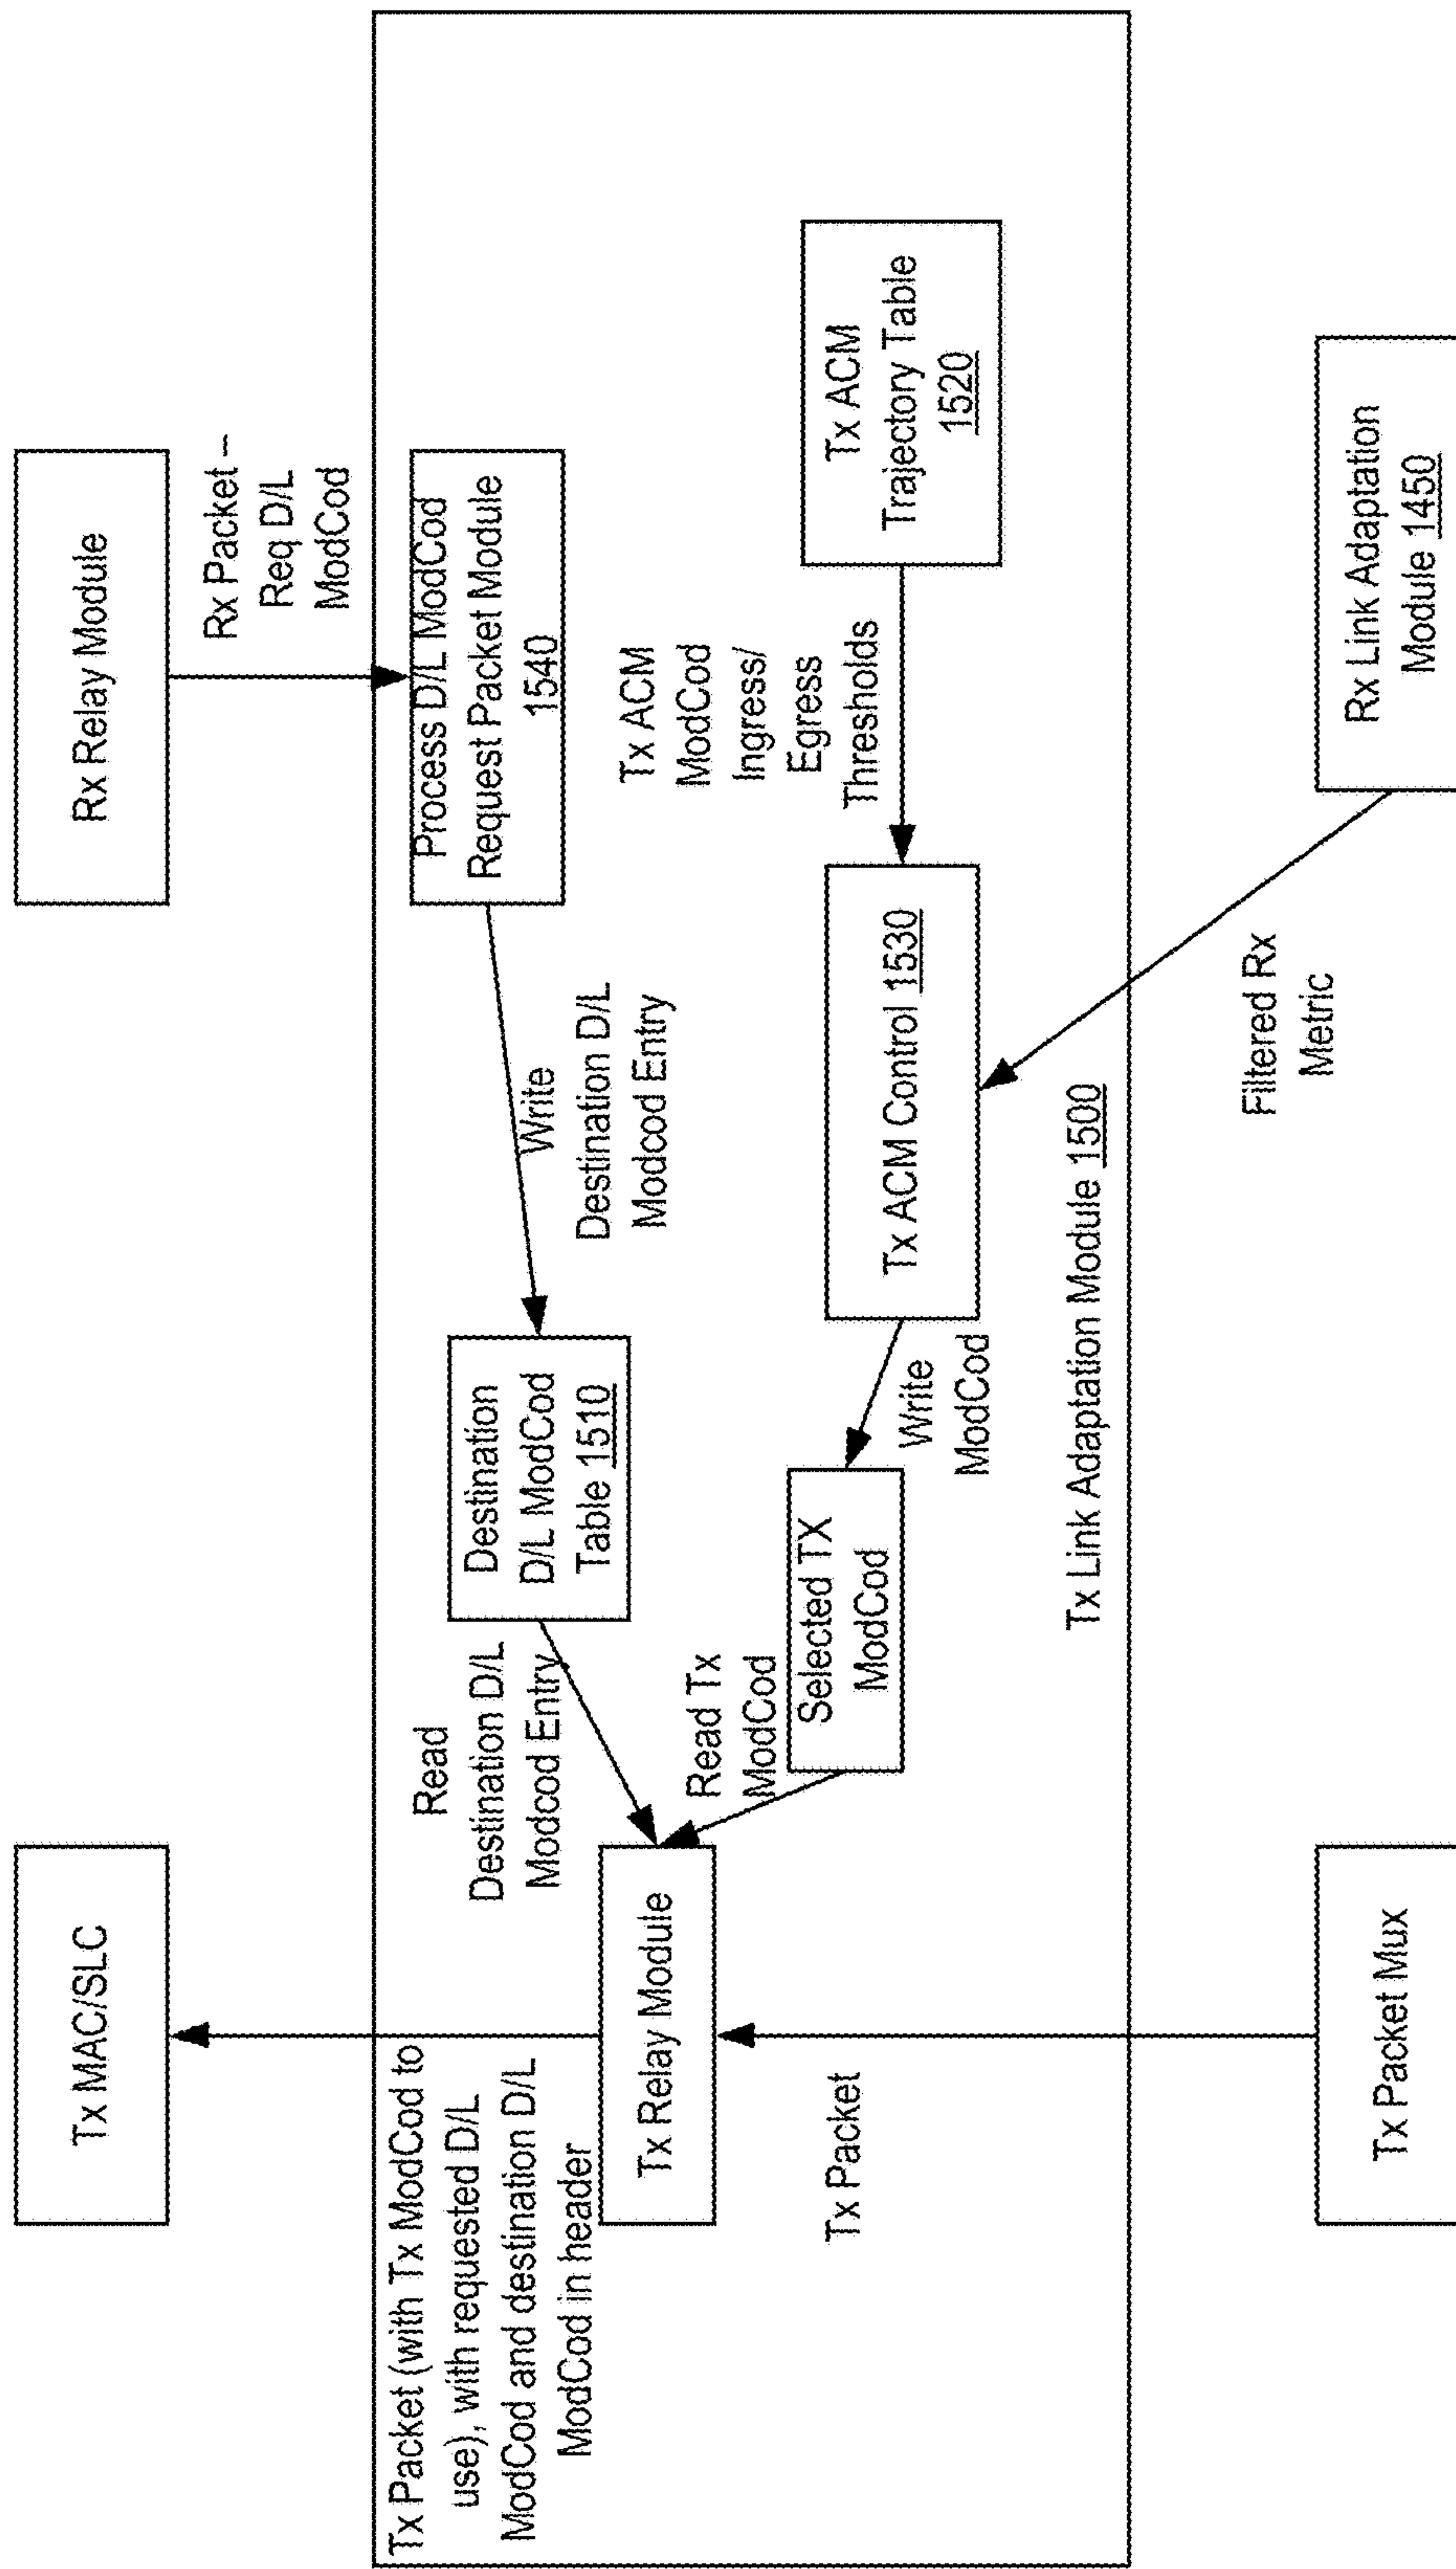 Tx MAC/SLC
Rx Relay Module
Rx Packet –
Req D/L
ModCod
Tx Packet (with Tx ModCod to
use), with requested D/L
ModCod and destination D/L
ModCod in header
Read
Destination D/L
Modcod Entry
Destination
D/L ModCod
Table 1510
Write
Destination D/L
Modcod Entry
Process D/L ModCod
Request Packet Module
1540
Tx Relay Module
Read Tx
ModCod
Selected TX
ModCod
Write
ModCod
Tx ACM Control 1530
Tx ACM
ModCod
Ingress/
Egress
Thresholds
Tx ACM
Trajectory Table
1520
Tx Packet
Tx Link Adaptation Module 1500
Filtered Rx
Metric
Tx Packet Mux
Rx Link Adaptation
Module 1450